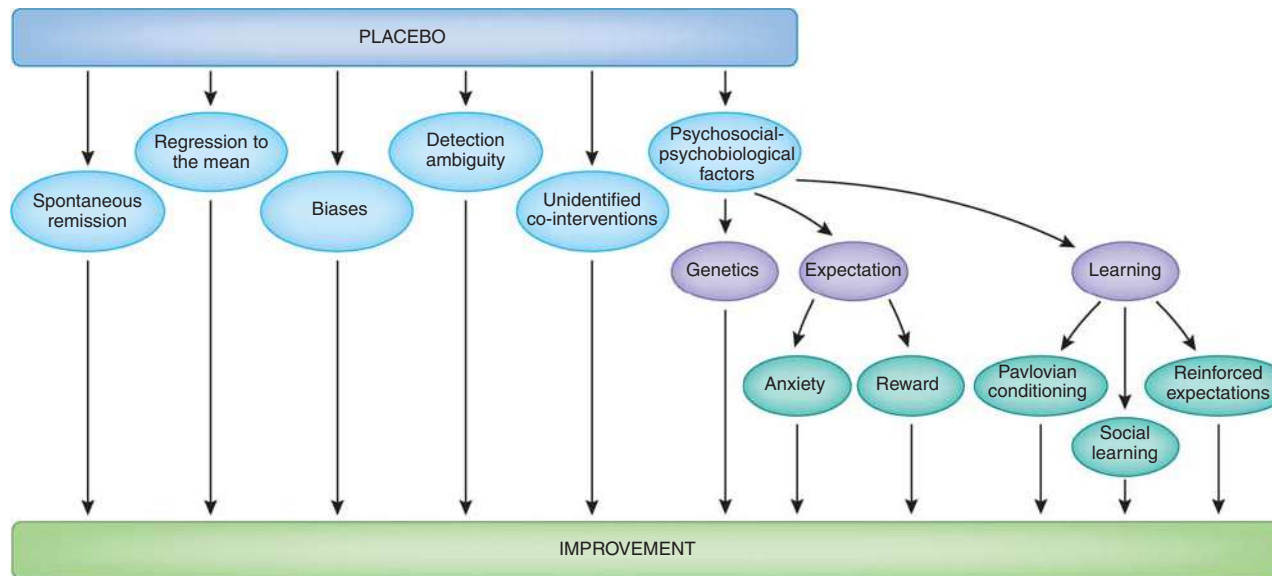 PLACEBO
Regression to
the mean
Detection
ambiguity
Psychosocial-
psychobiological
factors
Spontaneous
remission
Biases
Unidentified
co-interventions
Genetics
Expectation
Learning
Anxiety
Reward
Pavlovian
conditioning
Reinforced
expectations
Social
learning
IMPROVEMENT